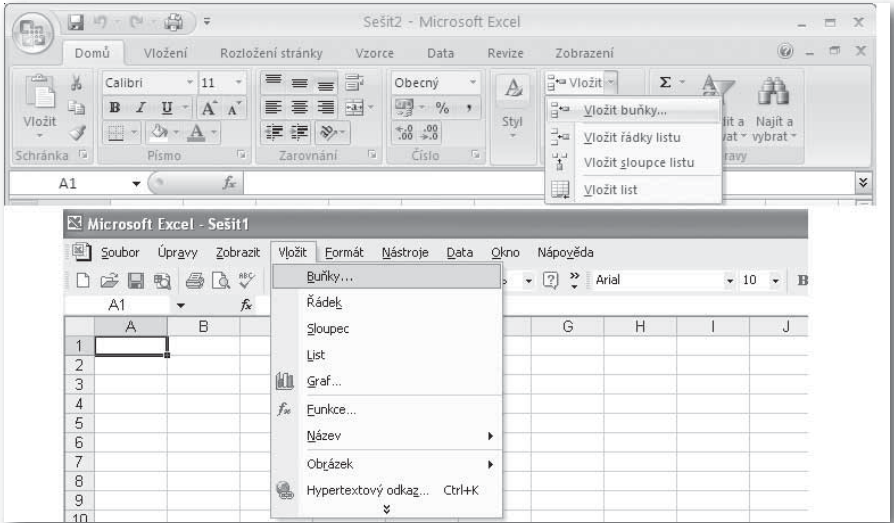 Sešit2 - Microsoft Excel
Domů Vložení Rozložení stránky Vzorce Data Revize Zobrazení
Calibri 11 Obecný Vložit Σ
Vložit B I U A A % Styl Vložit buňky... Najít a
A 000 vybrat
Vložit řádky listu
Schránka Písmo Zarovnání Číslo Vložit sloupce listu
A1 fx Vložit list
Microsoft Excel - Sešit1
Soubor Úpravy Zobrazit Vložit Formát Nástroje Data Okno Nápověda
Buňky... Arial 10 B
A1 fx Řádek
A B Sloupec G H I J
1 List
2
3 Graf...
4 Funkce...
5
6 Název
7
8 Obrázek
9 Hypertextový odkaz... Ctrl+K
10